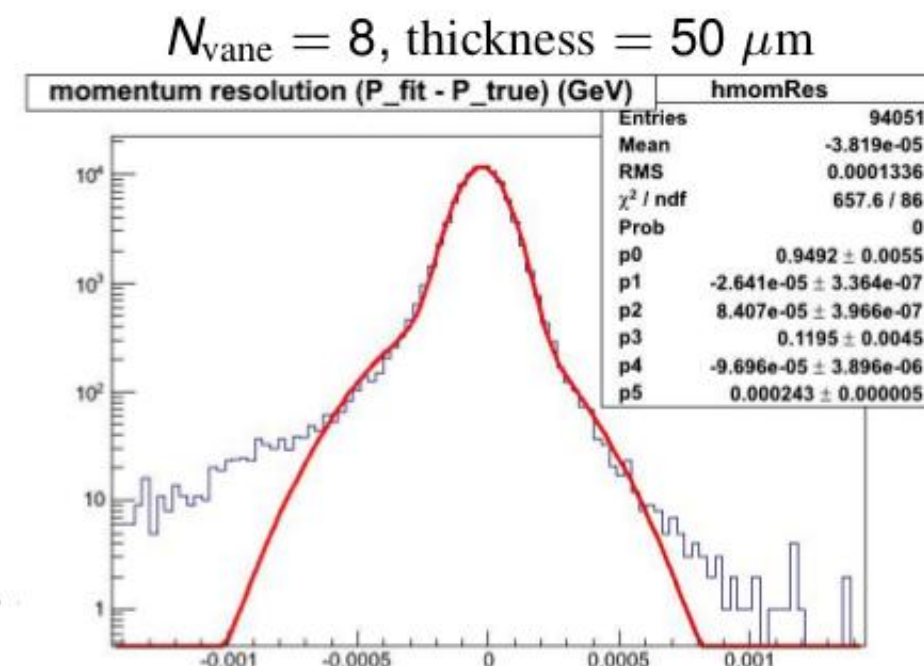 N_vane = 8, thickness = 50 μm
momentum resolution (P_fit - P_true) (GeV)
hmomRes
Entries 94051
Mean -3.819e-05
RMS 0.0001336
χ² / ndf 657.6 / 86
Prob 0
p0 0.9492 ± 0.0055
p1 -2.641e-05 ± 3.364e-07
p2 8.407e-05 ± 3.966e-07
p3 0.1195 ± 0.0045
p4 -9.696e-05 ± 3.896e-06
p5 0.000243 ± 0.000005
10⁴
10³
10²
10
1
-0.001 -0.0005 0 0.0005 0.001